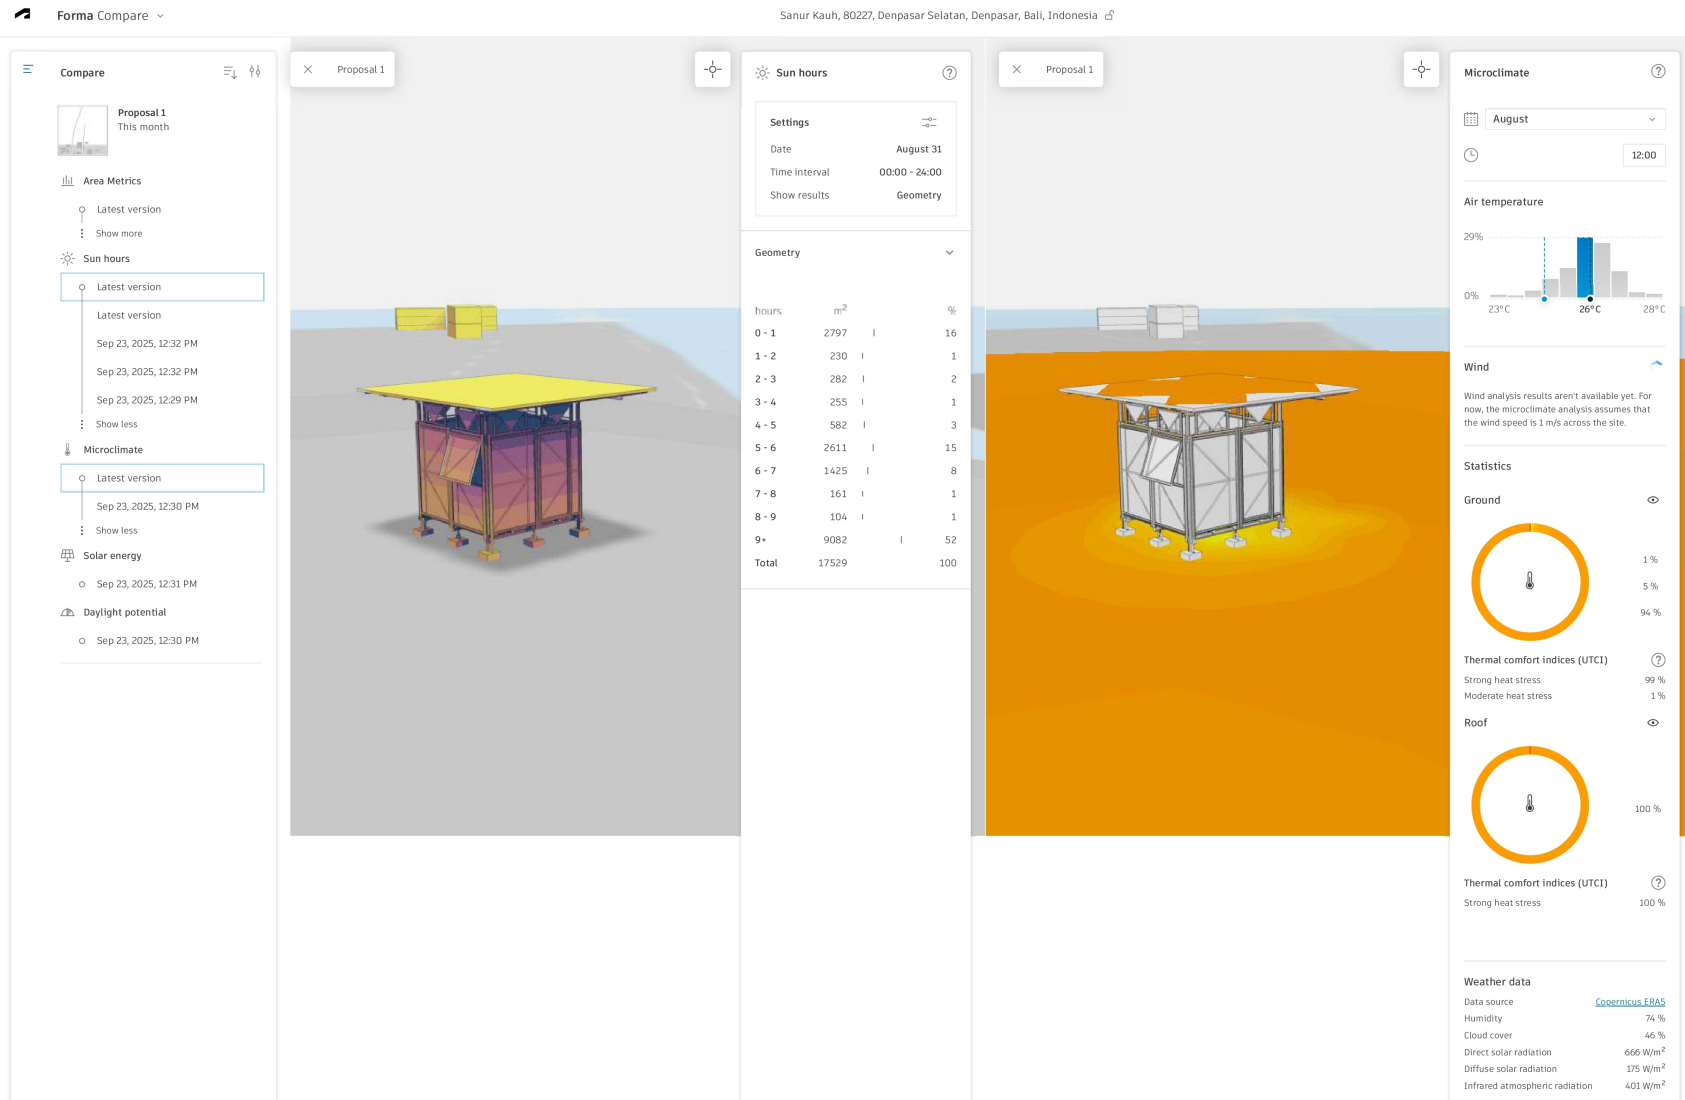 Forma Compare
Sanur Kauh, 80227, Denpasar Selatan, Denpasar, Bali, Indonesia
Compare
Proposal 1
This month
Area Metrics
Latest version
Show more
Sun hours
Latest version
Latest version
Sep 23, 2025, 12:32 PM
Sep 23, 2025, 12:32 PM
Sep 23, 2025, 12:29 PM
Show less
Microclimate
Latest version
Sep 23, 2025, 12:30 PM
Show less
Solar energy
Sep 23, 2025, 12:31 PM
Daylight potential
Sep 23, 2025, 12:30 PM
Proposal 1
Sun hours
Settings
Date August 31
Time interval 00:00 - 24:00
Show results Geometry
Geometry
hours m² %
0 - 1 2797 16
1 - 2 230 1
2 - 3 282 2
3 - 4 255 1
4 - 5 582 3
5 - 6 2611 15
6 - 7 1425 8
7 - 8 161 1
8 - 9 104 1
9+ 9082 52
Total 17529 100
Proposal 1
Microclimate
August
12:00
Air temperature
29%
0%
23°C 26°C 28°C
Wind
Wind analysis results aren't available yet. For
now, the microclimate analysis assumes that
the wind speed is 1 m/s across the site.
Statistics
Ground
1 %
5 %
94 %
Thermal comfort indices (UTCI)
Strong heat stress 99 %
Moderate heat stress 1 %
Roof
100 %
Thermal comfort indices (UTCI)
Strong heat stress 100 %
Weather data
Data source Copernicus ERA5
Humidity 74 %
Cloud cover 46 %
Direct solar radiation 666 W/m²
Diffuse solar radiation 175 W/m²
Infrared atmospheric radiation 401 W/m²